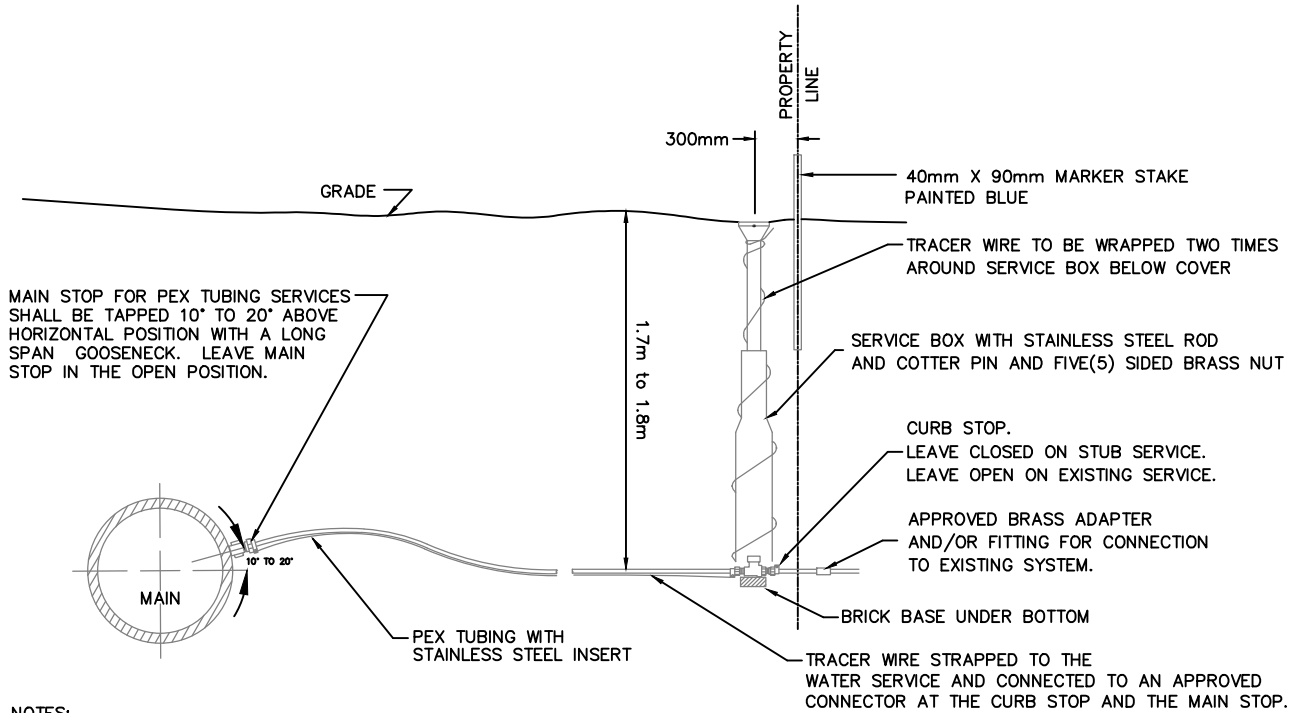 PROPERTY
LINE
300mm
40mm X 90mm MARKER STAKE
PAINTED BLUE
GRADE
TRACER WIRE TO BE WRAPPED TWO TIMES
AROUND SERVICE BOX BELOW COVER
MAIN STOP FOR PEX TUBING SERVICES
SHALL BE TAPPED 10° TO 20° ABOVE
HORIZONTAL POSITION WITH A LONG
SPAN GOOSENECK. LEAVE MAIN
STOP IN THE OPEN POSITION.
1.7m to 1.8m
SERVICE BOX WITH STAINLESS STEEL ROD
AND COTTER PIN AND FIVE(5) SIDED BRASS NUT
CURB STOP.
LEAVE CLOSED ON STUB SERVICE.
LEAVE OPEN ON EXISTING SERVICE.
APPROVED BRASS ADAPTER
AND/OR FITTING FOR CONNECTION
TO EXISTING SYSTEM.
10° TO 20°
MAIN
BRICK BASE UNDER BOTTOM
PEX TUBING WITH
STAINLESS STEEL INSERT
TRACER WIRE STRAPPED TO THE
WATER SERVICE AND CONNECTED TO AN APPROVED
CONNECTOR AT THE CURB STOP AND THE MAIN STOP.
NOTES: